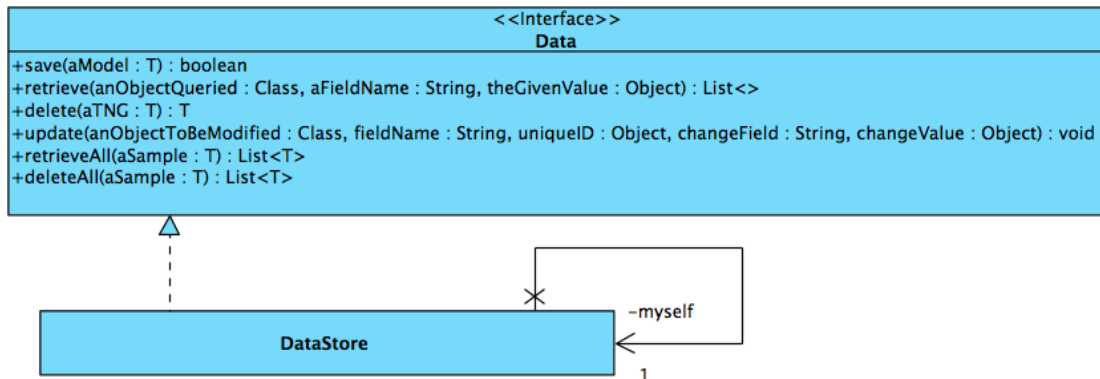 <<Interface>>
Data
+save(aModel : T) : boolean
+retrieve(anObjectQueried : Class, aFieldName : String, theGivenValue : Object) : List<>
+delete(aTNG : T) : T
+update(anObjectToBeModified : Class, fieldName : String, uniqueID : Object, changeField : String, changeValue : Object) : void
+retrieveAll(aSample : T) : List<T>
+deleteAll(aSample : T) : List<T>
-myself
DataStore
1